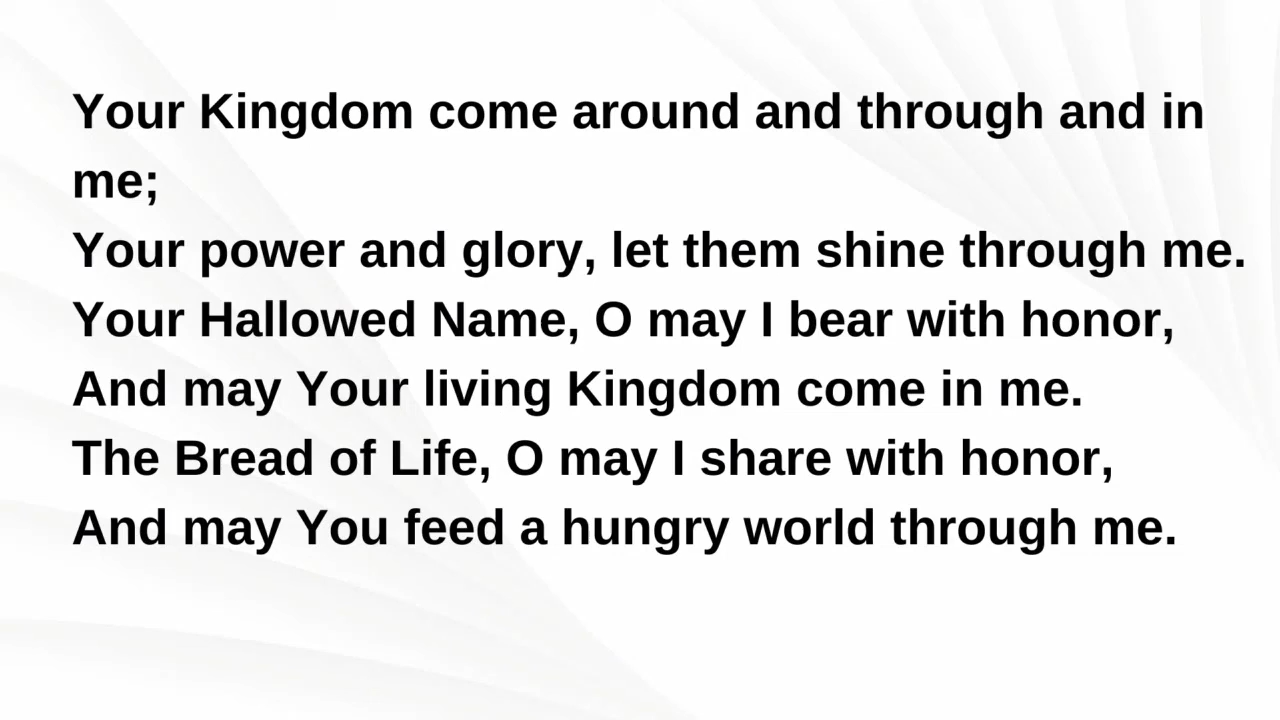 Your Kingdom come around and through and in
me;
Your power and glory, let them shine through me.
Your Hallowed Name, O may I bear with honor,
And may Your living Kingdom come in me.
The Bread of Life, O may I share with honor,
And may You feed a hungry world through me.